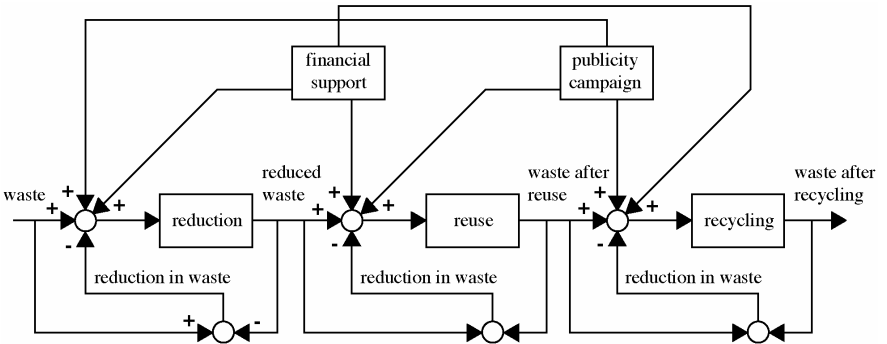 financial
support
publicity
campaign
waste
reduced
waste
waste after
reuse
waste after
recycling
+
+
+
-
reduction
+
+
+
-
reuse
+
+
+
-
recycling
reduction in waste
reduction in waste
reduction in waste
+
-